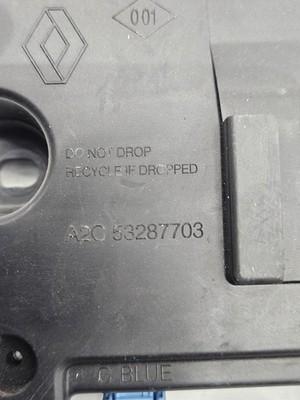 001
DO NOT DROP
RECYCLE IF DROPPED
A2C 53287703
C BLUE